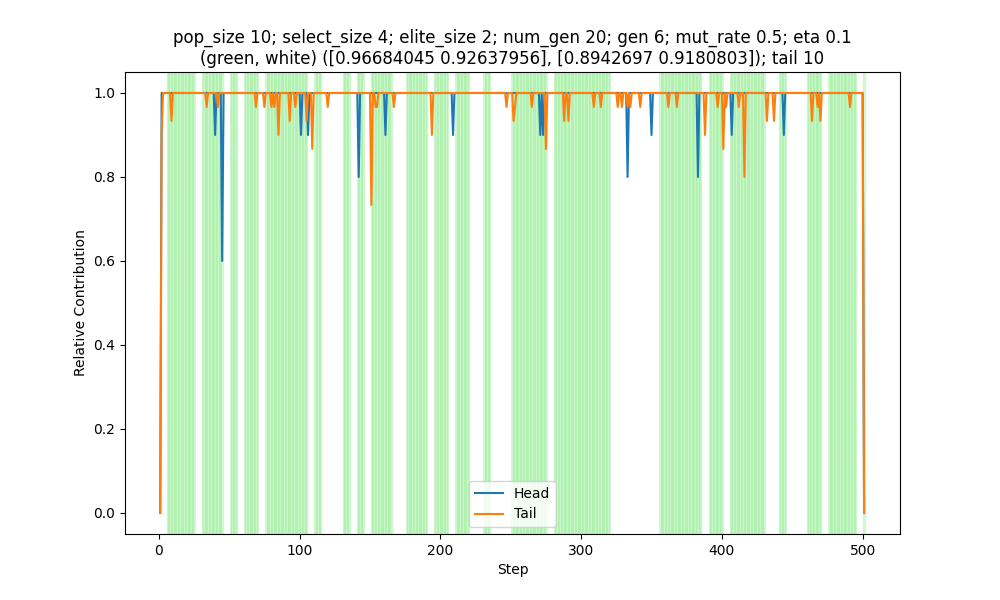 pop_size 10; select_size 4; elite_size 2; num_gen 20; gen 6; mut_rate 0.5; eta 0.1
(green, white) ([0.96684045 0.92637956], [0.8942697 0.9180803]); tail 10
1.0
0.8
0.6
0.4
0.2
0.0
Relative Contribution
Head
Tail
0
100
200
300
400
500
Step